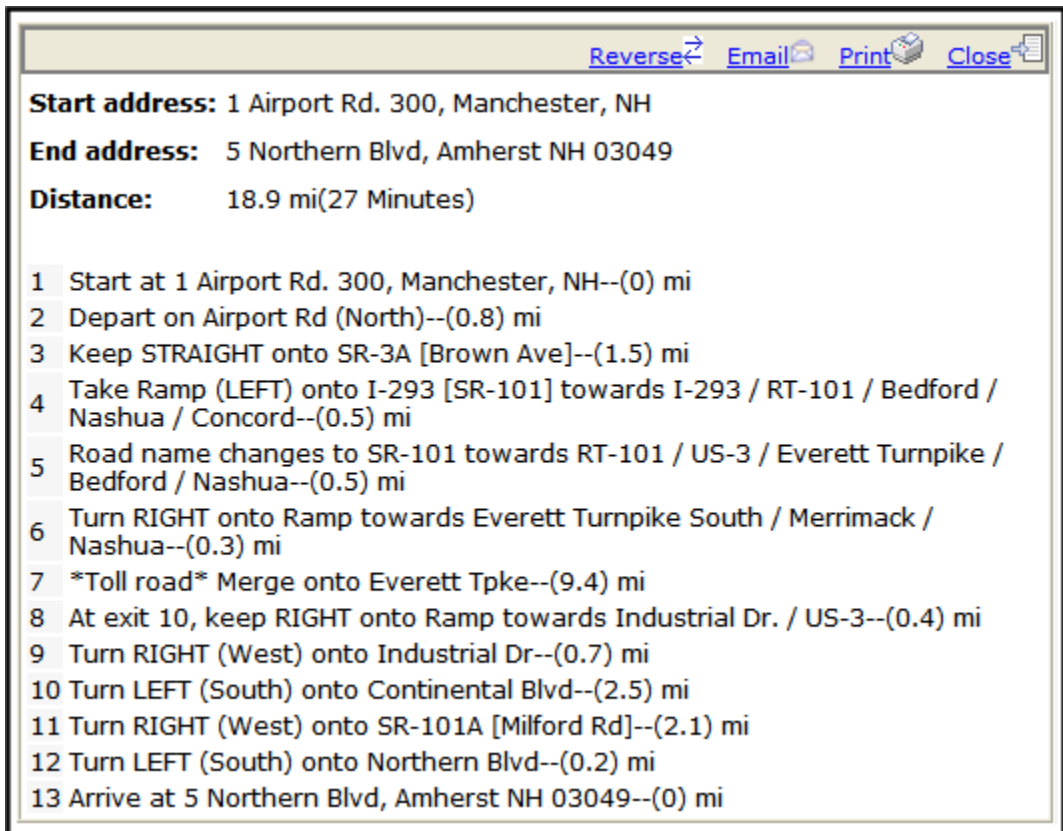 Reverse Email Print Close
Start address: 1 Airport Rd. 300, Manchester, NH
End address: 5 Northern Blvd, Amherst NH 03049
Distance: 18.9 mi(27 Minutes)
1 Start at 1 Airport Rd. 300, Manchester, NH--(0) mi
2 Depart on Airport Rd (North)--(0.8) mi
3 Keep STRAIGHT onto SR-3A [Brown Ave]--(1.5) mi
4 Take Ramp (LEFT) onto I-293 [SR-101] towards I-293 / RT-101 / Bedford /
Nashua / Concord--(0.5) mi
5 Road name changes to SR-101 towards RT-101 / US-3 / Everett Turnpike /
Bedford / Nashua--(0.5) mi
6 Turn RIGHT onto Ramp towards Everett Turnpike South / Merrimack /
Nashua--(0.3) mi
7 *Toll road* Merge onto Everett Tpke--(9.4) mi
8 At exit 10, keep RIGHT onto Ramp towards Industrial Dr. / US-3--(0.4) mi
9 Turn RIGHT (West) onto Industrial Dr--(0.7) mi
10 Turn LEFT (South) onto Continental Blvd--(2.5) mi
11 Turn RIGHT (West) onto SR-101A [Milford Rd]--(2.1) mi
12 Turn LEFT (South) onto Northern Blvd--(0.2) mi
13 Arrive at 5 Northern Blvd, Amherst NH 03049--(0) mi